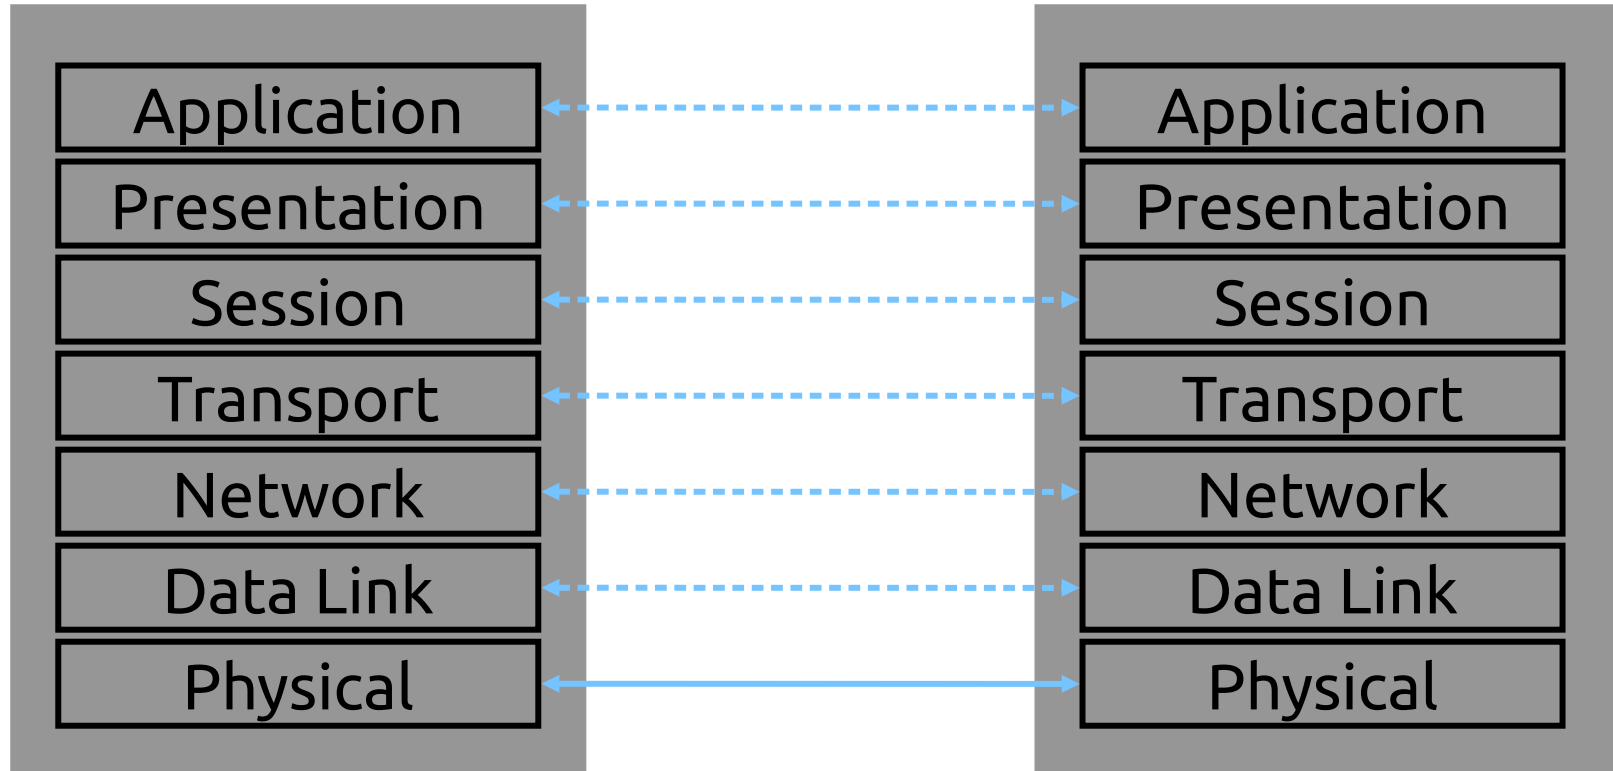 Application
Presentation
Session
Transport
Network
Data Link
Physical
Application
Presentation
Session
Transport
Network
Data Link
Physical